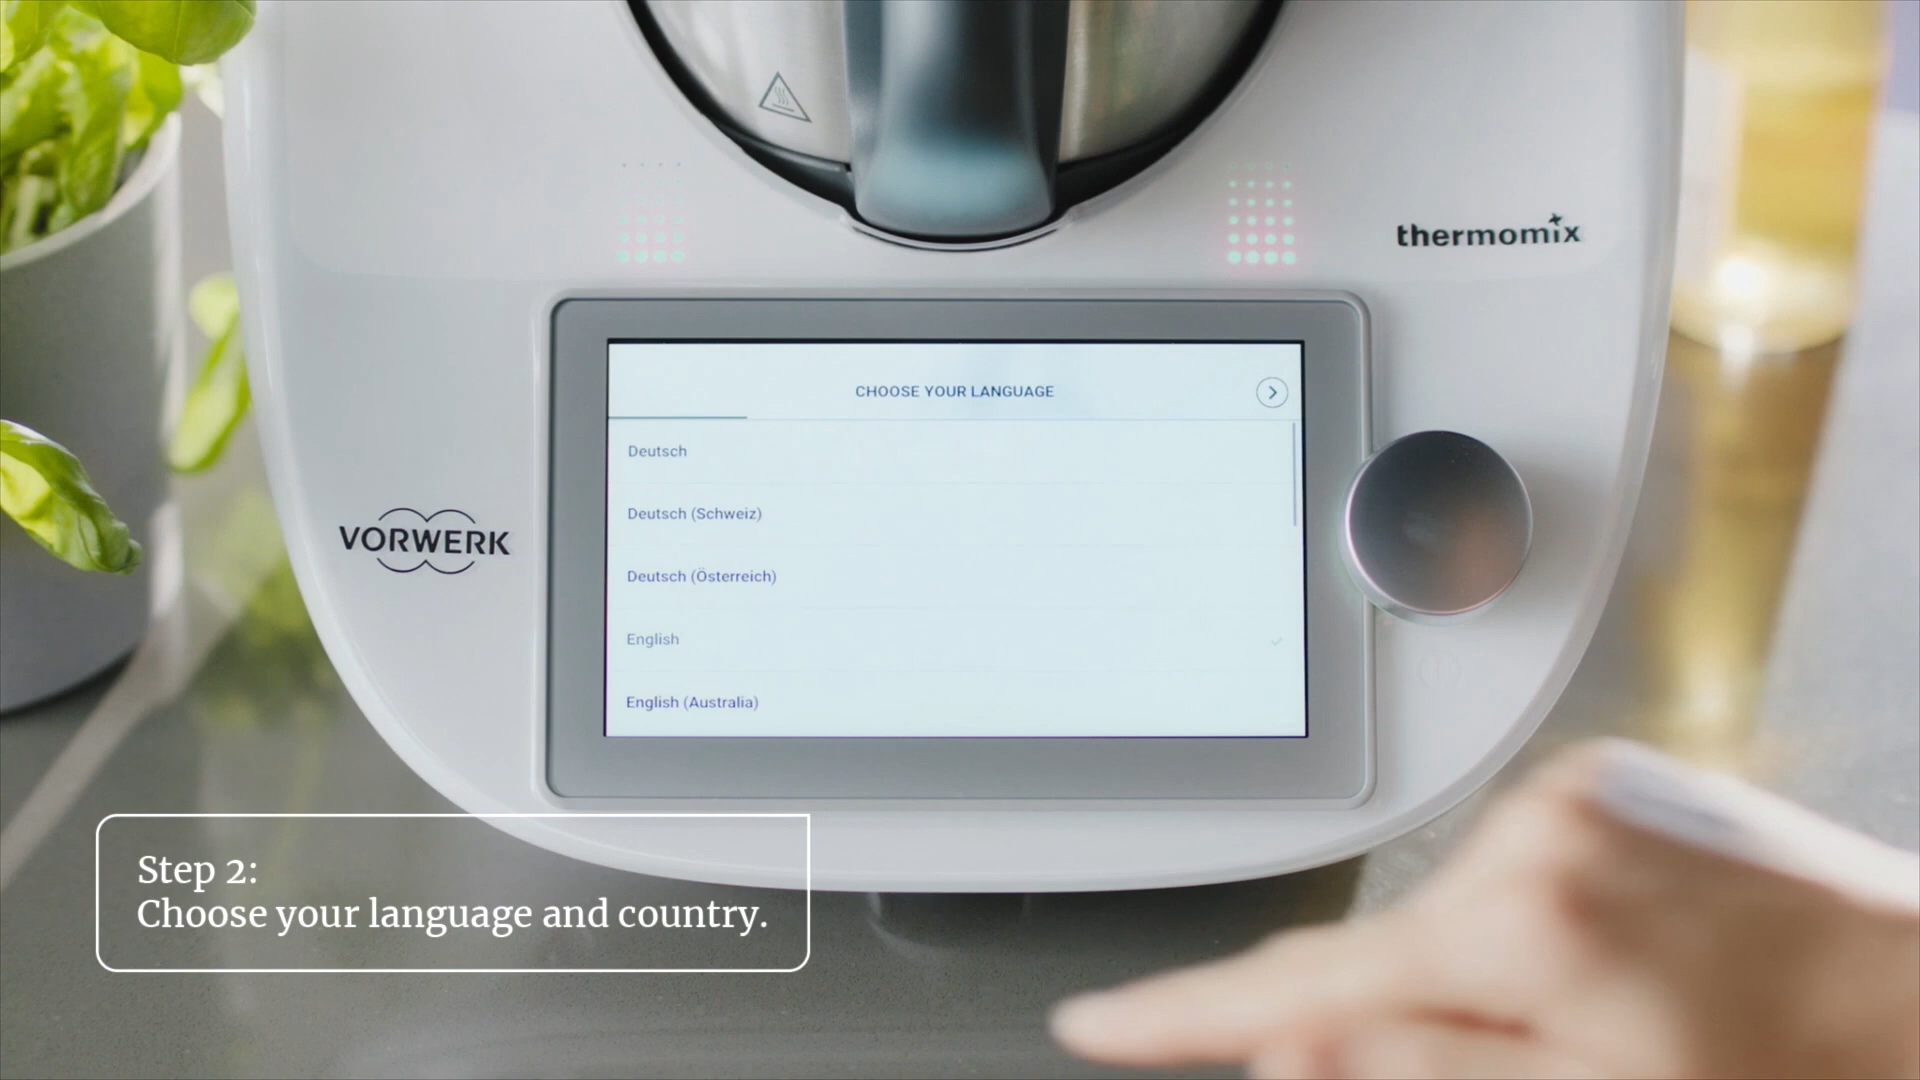 thermomix
CHOOSE YOUR LANGUAGE
Deutsch
Deutsch (Schweiz)
Deutsch (Österreich)
English
English (Australia)
VORWERK
Step 2:
Choose your language and country.